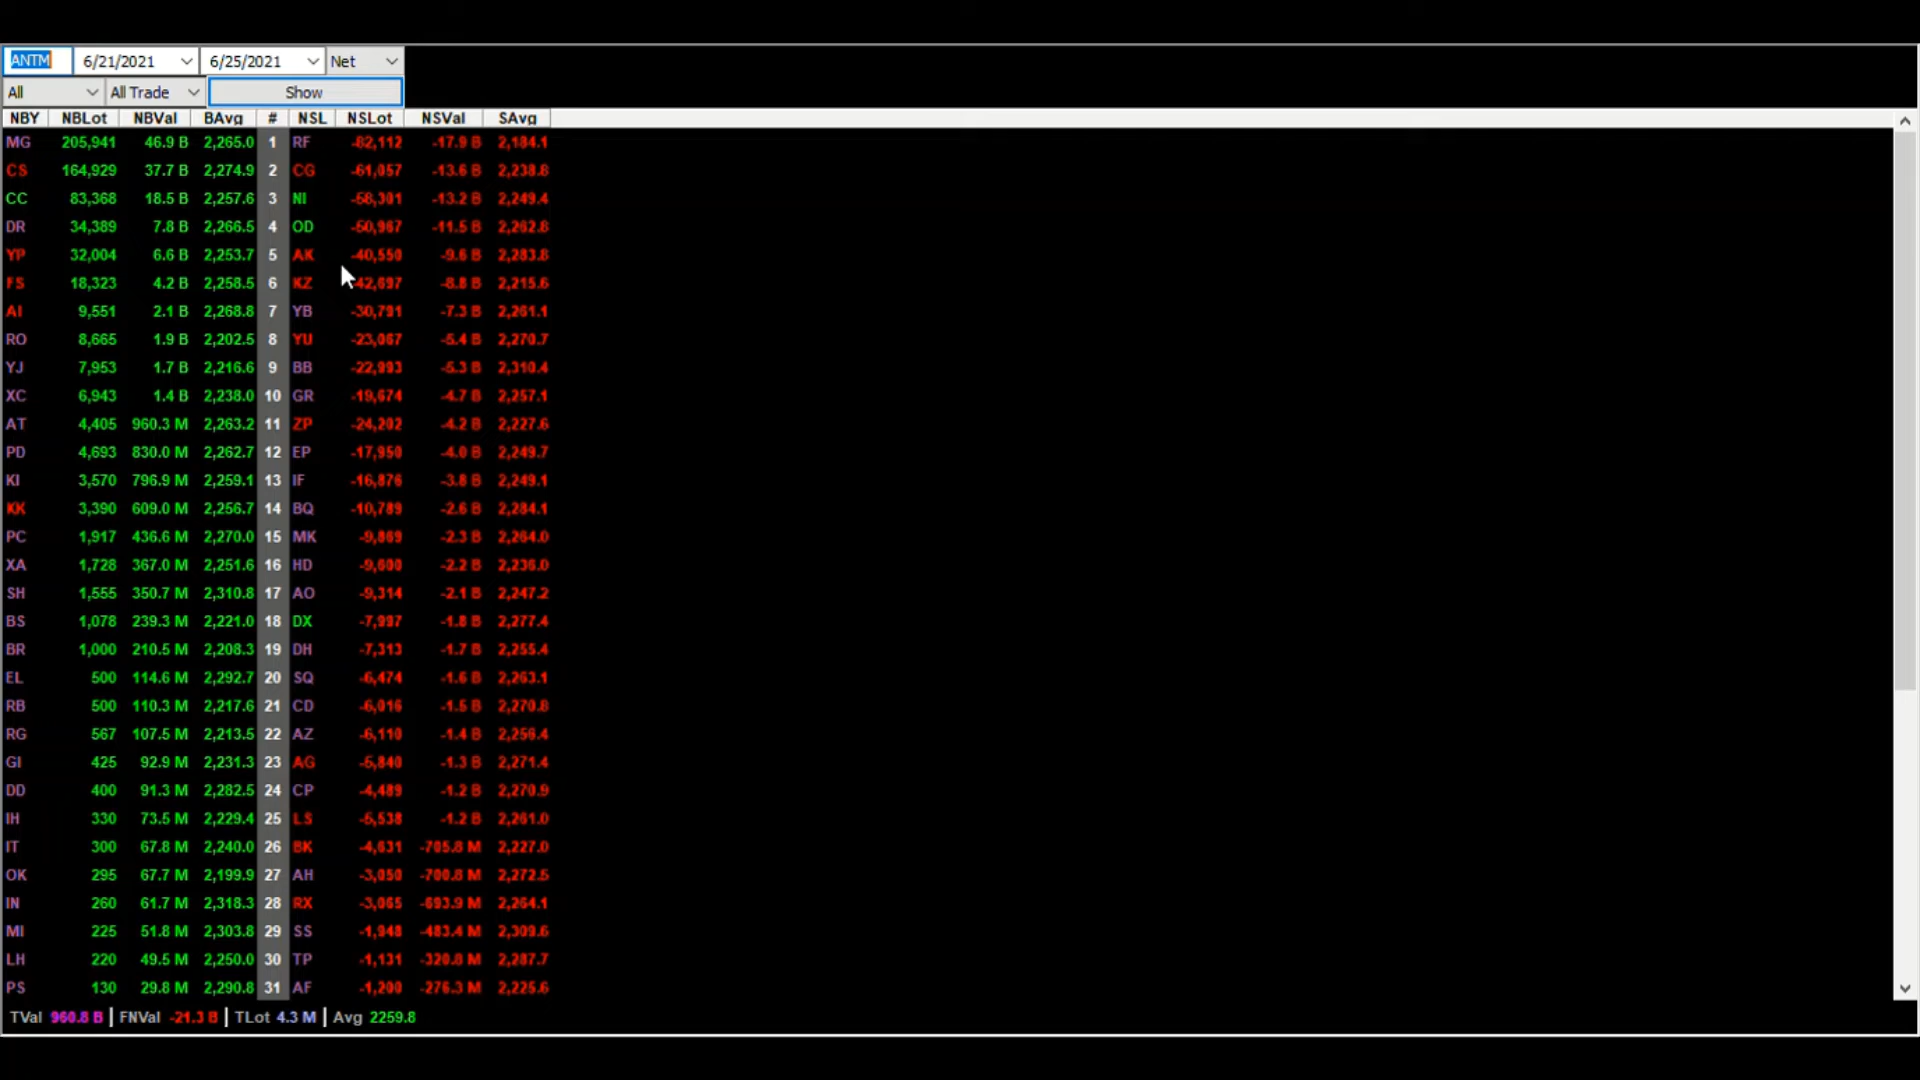 ANTM 6/21/2021 6/25/2021 Net
All All Trade Show
NBY NBLot NBVal BAvg # NSL NSLot NSVal SAvg
MG 205,941 46.9 B 2,265.0 1 RF -82,112 -17.9 B 2,184.1
CS 164,929 37.7 B 2,274.9 2 CG -61,057 -13.6 B 2,238.8
CC 83,368 18.5 B 2,257.6 3 NI -58,301 -13.2 B 2,249.4
DR 34,389 7.8 B 2,266.5 4 OD -50,967 -11.5 B 2,262.8
YP 32,004 6.6 B 2,253.7 5 AK -40,550 -9.6 B 2,283.8
FS 18,323 4.2 B 2,258.5 6 KZ -42,697 -8.8 B 2,215.6
AI 9,551 2.1 B 2,268.8 7 YB -30,791 -7.3 B 2,261.1
RO 8,665 1.9 B 2,202.5 8 YU -23,067 -5.4 B 2,270.7
YJ 7,953 1.7 B 2,216.6 9 BB -22,993 -5.3 B 2,310.4
XC 6,943 1.4 B 2,238.0 10 GR -19,674 -4.7 B 2,257.1
AT 4,405 960.3 M 2,263.2 11 ZP -24,202 -4.2 B 2,227.6
PD 4,693 830.0 M 2,262.7 12 EP -17,950 -4.0 B 2,249.7
KI 3,570 796.9 M 2,259.1 13 IF -16,876 -3.8 B 2,249.1
KK 3,390 609.0 M 2,256.7 14 BQ -10,789 -2.6 B 2,284.1
PC 1,917 436.6 M 2,270.0 15 MK -9,869 -2.3 B 2,264.0
XA 1,728 367.0 M 2,251.6 16 HD -9,600 -2.2 B 2,236.0
SH 1,555 350.7 M 2,310.8 17 AO -9,314 -2.1 B 2,247.2
BS 1,078 239.3 M 2,221.0 18 DX -7,997 -1.8 B 2,277.4
BR 1,000 210.5 M 2,208.3 19 DH -7,313 -1.7 B 2,255.4
EL 500 114.6 M 2,292.7 20 SQ -6,474 -1.6 B 2,263.1
RB 500 110.3 M 2,217.6 21 CD -6,016 -1.5 B 2,270.8
RG 567 107.5 M 2,213.5 22 AZ -6,110 -1.4 B 2,256.4
GI 425 92.9 M 2,231.3 23 AG -5,840 -1.3 B 2,271.4
DD 400 91.3 M 2,282.5 24 CP -4,489 -1.2 B 2,270.9
IH 330 73.5 M 2,229.4 25 LS -5,538 -1.2 B 2,261.0
IT 300 67.8 M 2,240.0 26 BK -4,631 -705.8 M 2,227.0
OK 295 67.7 M 2,199.9 27 AH -3,050 -700.8 M 2,272.5
IN 260 61.7 M 2,318.3 28 RX -3,065 -693.9 M 2,264.1
MI 225 51.8 M 2,303.8 29 SS -1,948 -483.4 M 2,309.6
LH 220 49.5 M 2,250.0 30 TP -1,131 -320.8 M 2,287.7
PS 130 29.8 M 2,290.8 31 AF -1,200 -276.3 M 2,225.6
TVal 960.8 B | FNVal -21.3 B | TLot 4.3 M | Avg 2259.8